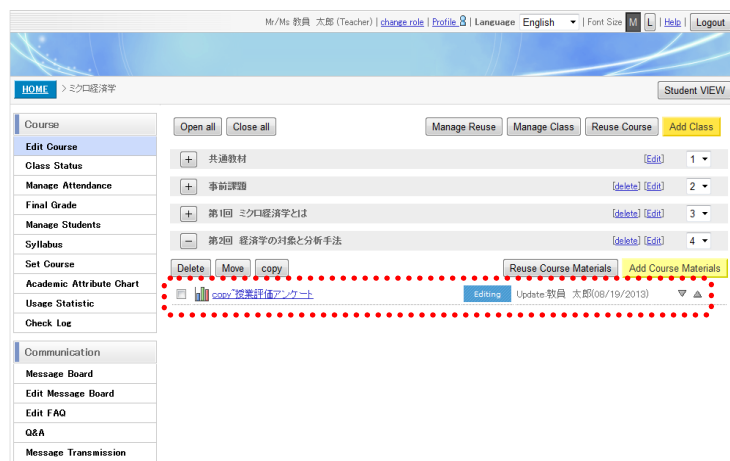 Mr/Ms 教員 太郎 (Teacher) | change role | Profile | Language English | Font Size M L | Help | Logout
HOME > ミクロ経済学
Student VIEW
Course
Edit Course
Class Status
Manage Attendance
Final Grade
Manage Students
Syllabus
Set Course
Academic Attribute Chart
Usage Statistic
Check Log
Communication
Message Board
Edit Message Board
Edit FAQ
Q&A
Message Transmission
Open all Close all Manage Reuse Manage Class Reuse Course Add Class
+ 共通教材 [Edit] 1
+ 事前課題 [delete] [Edit] 2
+ 第1回 ミクロ経済学とは [delete] [Edit] 3
− 第2回 経済学の対象と分析手法 [delete] [Edit] 4
Delete Move copy Reuse Course Materials Add Course Materials
copy~授業評価アンケート Editing Update:教員 太郎(08/19/2013)